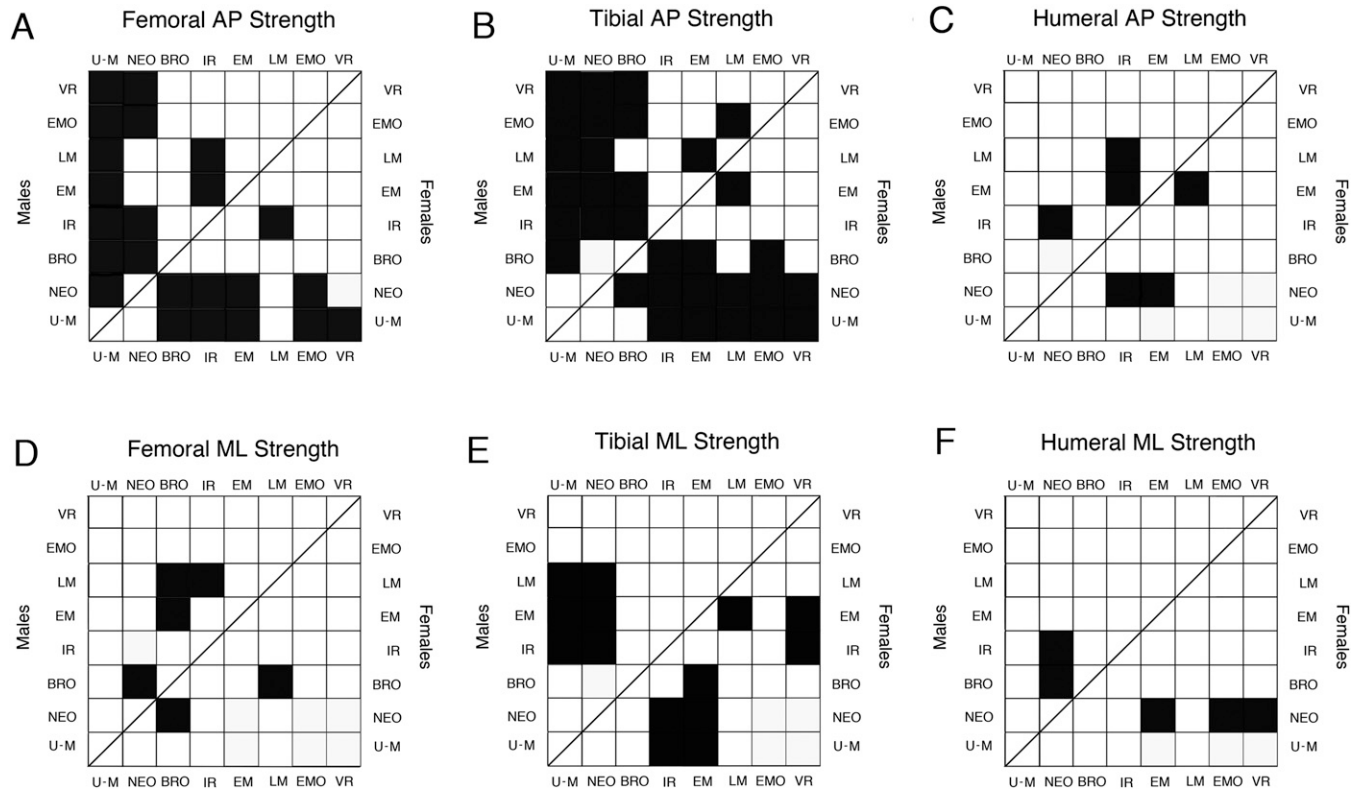 A Femoral AP Strength
U-M NEO BRO IR EM LM EMO VR
VR VR
EMO EMO
LM LM
EM EM
IR IR
BRO BRO
NEO NEO
U-M U-M
Males
Females
U-M NEO BRO IR EM LM EMO VR
B Tibial AP Strength
U-M NEO BRO IR EM LM EMO VR
VR VR
EMO EMO
LM LM
EM EM
IR IR
BRO BRO
NEO NEO
U-M U-M
Males
Females
U-M NEO BRO IR EM LM EMO VR
C Humeral AP Strength
U-M NEO BRO IR EM LM EMO VR
VR VR
EMO EMO
LM LM
EM EM
IR IR
BRO BRO
NEO NEO
U-M U-M
Males
Females
U-M NEO BRO IR EM LM EMO VR
D Femoral ML Strength
U-M NEO BRO IR EM LM EMO VR
VR VR
EMO EMO
LM LM
EM EM
IR IR
BRO BRO
NEO NEO
U-M U-M
Males
Females
U-M NEO BRO IR EM LM EMO VR
E Tibial ML Strength
U-M NEO BRO IR EM LM EMO VR
VR VR
EMO EMO
LM LM
EM EM
IR IR
BRO BRO
NEO NEO
U-M U-M
Males
Females
U-M NEO BRO IR EM LM EMO VR
F Humeral ML Strength
U-M NEO BRO IR EM LM EMO VR
VR VR
EMO EMO
LM LM
EM EM
IR IR
BRO BRO
NEO NEO
U-M U-M
Males
Females
U-M NEO BRO IR EM LM EMO VR